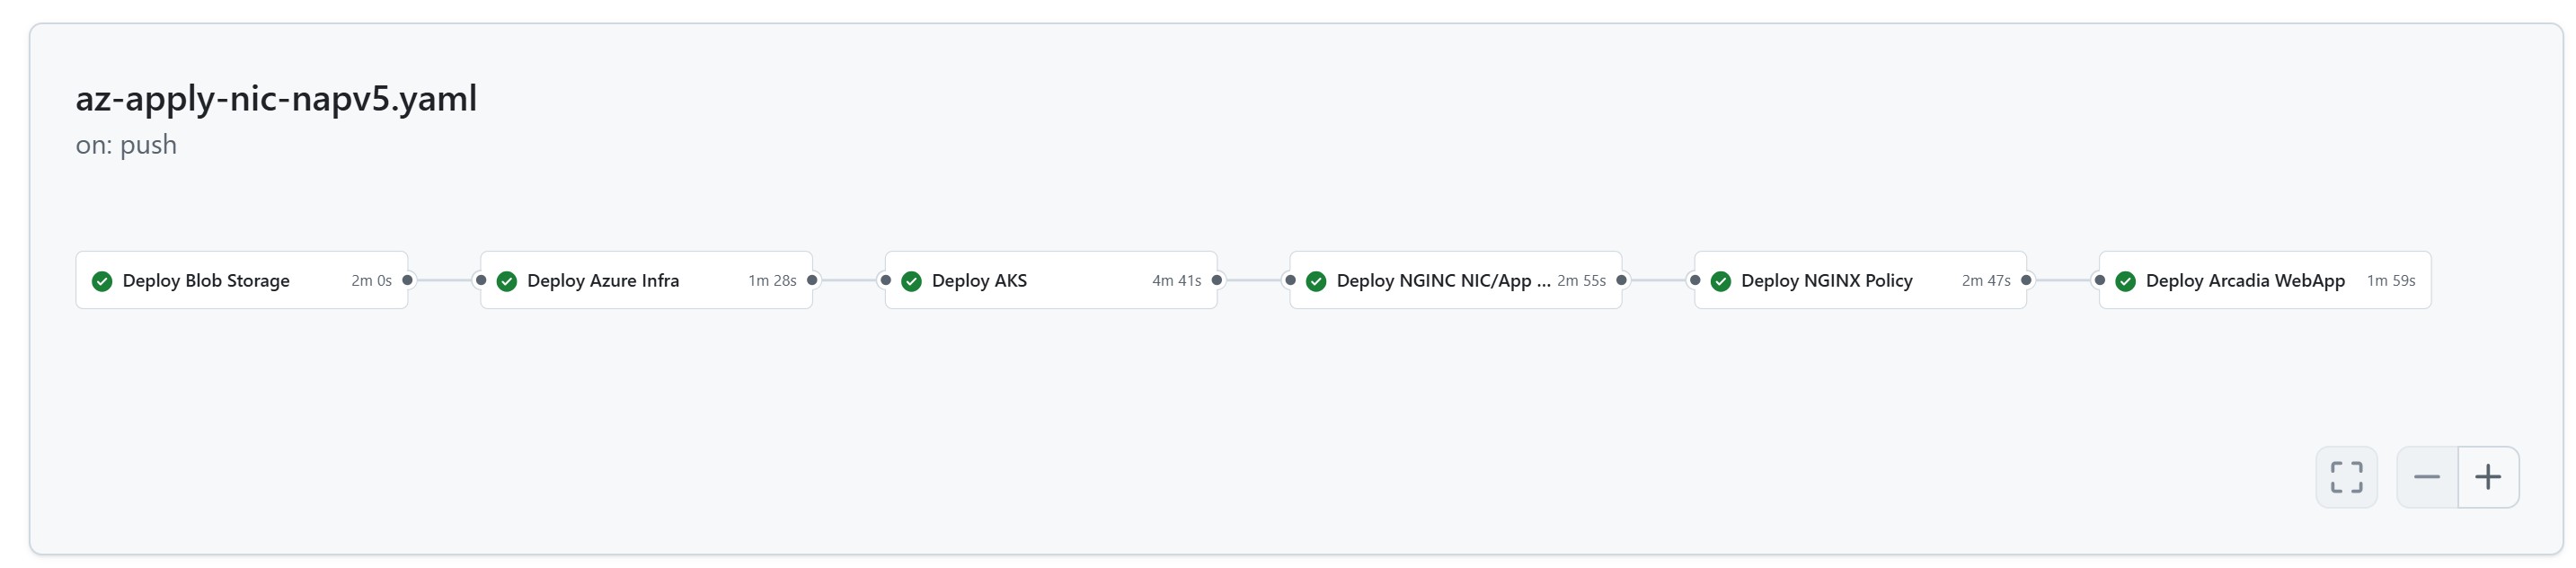 az-apply-nic-napv5.yaml
on: push
Deploy Blob Storage 2m 0s
Deploy Azure Infra 1m 28s
Deploy AKS 4m 41s
Deploy NGINC NIC/App ... 2m 55s
Deploy NGINX Policy 2m 47s
Deploy Arcadia WebApp 1m 59s